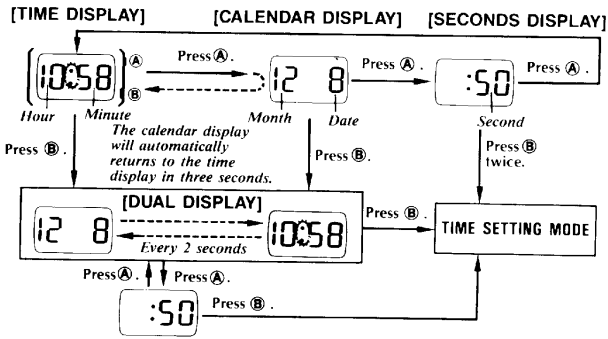 [TIME DISPLAY] [CALENDAR DISPLAY] [SECONDS DISPLAY]
10:58 Ⓐ Ⓑ
Press Ⓐ.
12 8
Press Ⓐ.
:50
Press Ⓐ.
Hour Minute
Month Date
Second
The calendar display
will automatically
returns to the time
display in three seconds.
Press Ⓑ.
Press Ⓑ.
Press Ⓑ
twice.
[DUAL DISPLAY]
12 8
10:58
Every 2 seconds
Press Ⓑ.
TIME SETTING MODE
Press Ⓐ. Press Ⓐ.
:50
Press Ⓑ.